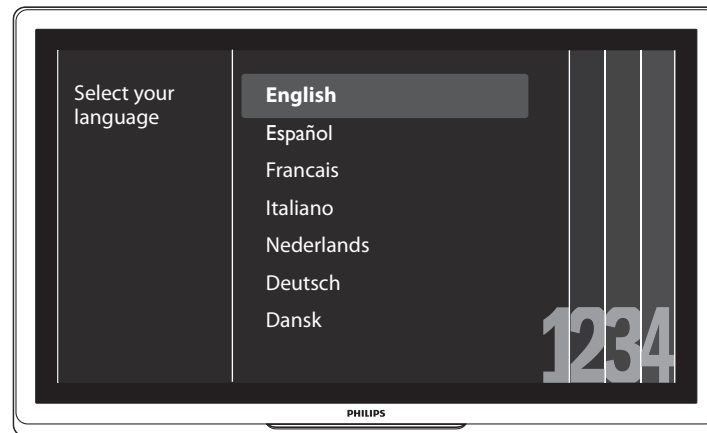 Select your
language
English
Español
Francais
Italiano
Nederlands
Deutsch
Dansk
1234
PHILIPS